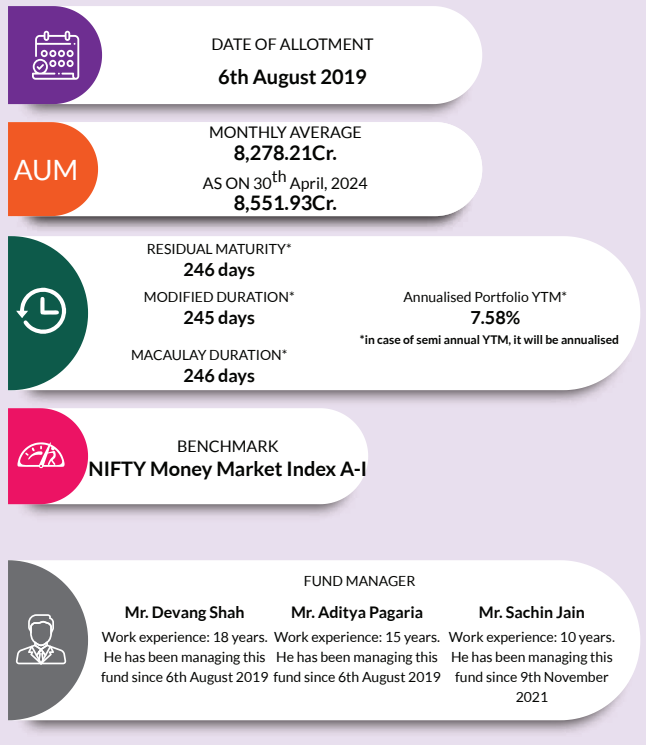 DATE OF ALLOTMENT
6th August 2019
AUM
MONTHLY AVERAGE
8,278.21Cr.
AS ON 30th April, 2024
8,551.93Cr.
RESIDUAL MATURITY*
246 days
MODIFIED DURATION*
245 days
MACAULAY DURATION*
246 days
Annualised Portfolio YTM*
7.58%
*in case of semi annual YTM, it will be annualised
BENCHMARK
NIFTY Money Market Index A-I
FUND MANAGER
Mr. Devang Shah
Work experience: 18 years.
He has been managing this
fund since 6th August 2019
Mr. Aditya Pagaria
Work experience: 15 years.
He has been managing this
fund since 6th August 2019
Mr. Sachin Jain
Work experience: 10 years.
He has been managing this
fund since 9th November
2021